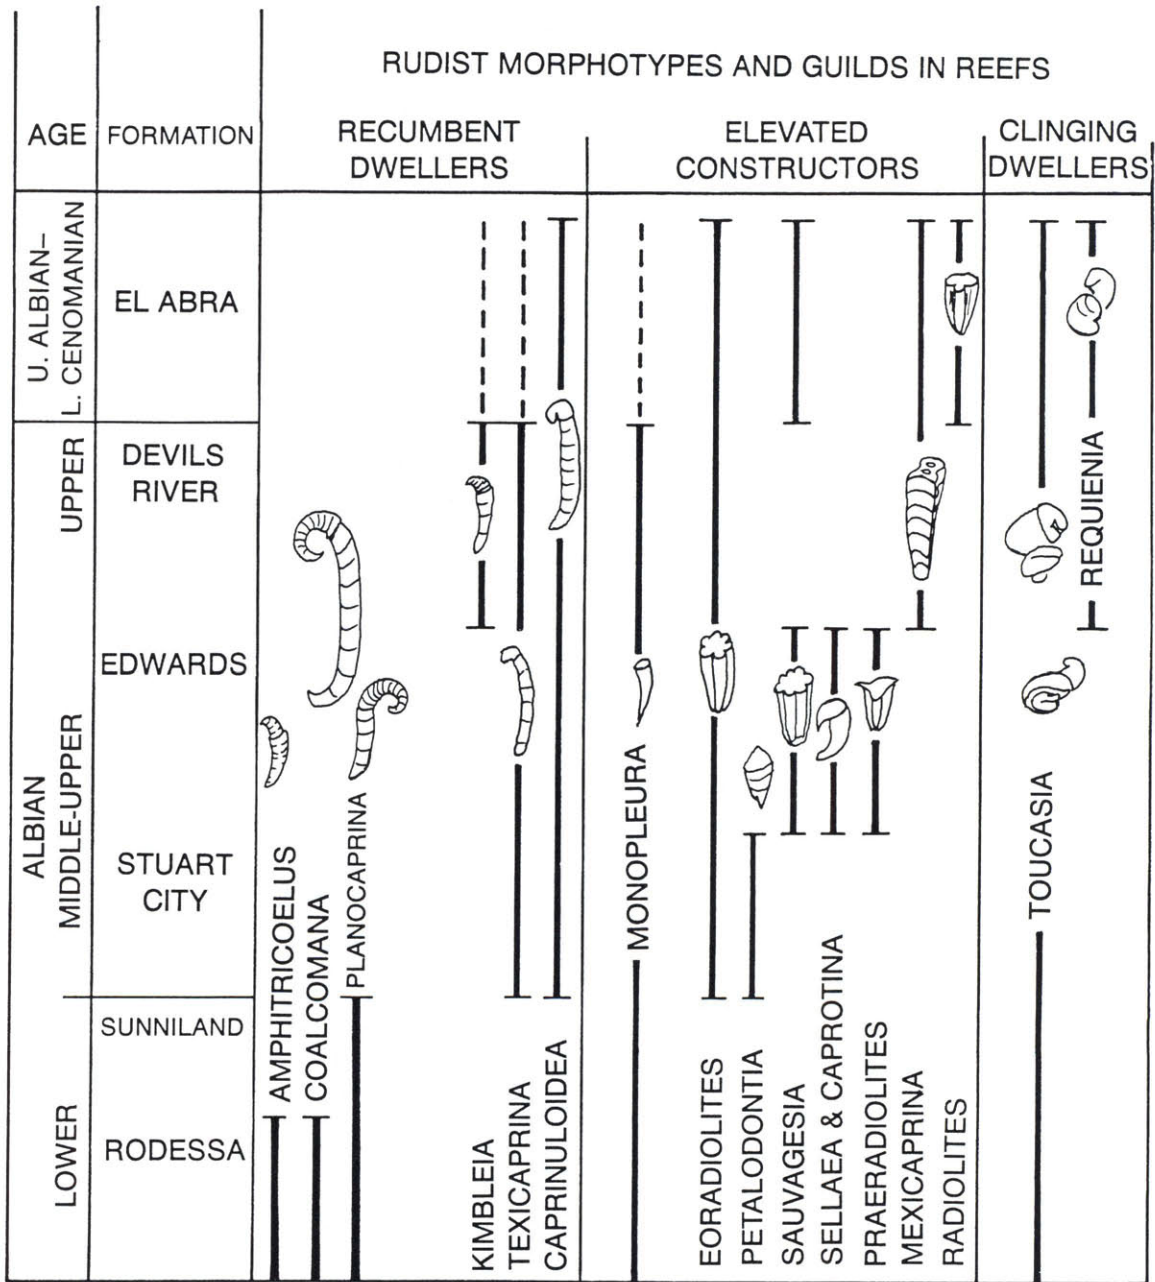 RUDIST MORPHOTYPES AND GUILDS IN REEFS
AGE
FORMATION
RECUMBENT
DWELLERS
ELEVATED
CONSTRUCTORS
CLINGING
DWELLERS
U. ALBIAN–
L. CENOMANIAN
EL ABRA
UPPER
DEVILS
RIVER
EDWARDS
ALBIAN
MIDDLE-UPPER
STUART
CITY
SUNNILAND
LOWER
RODESSA
AMPHITRICOELUS
COALCOMANA
PLANOCAPRINA
KIMBLEIA
TEXICAPRINA
CAPRINULOIDEA
MONOPLEURA
EORADIOLITES
PETALODONTIA
SAUVAGESIA
SELLAEA & CAPROTINA
PRAERADIOLITES
MEXICAPRINA
RADIOLITES
TOUCASIA
REQUIENIA